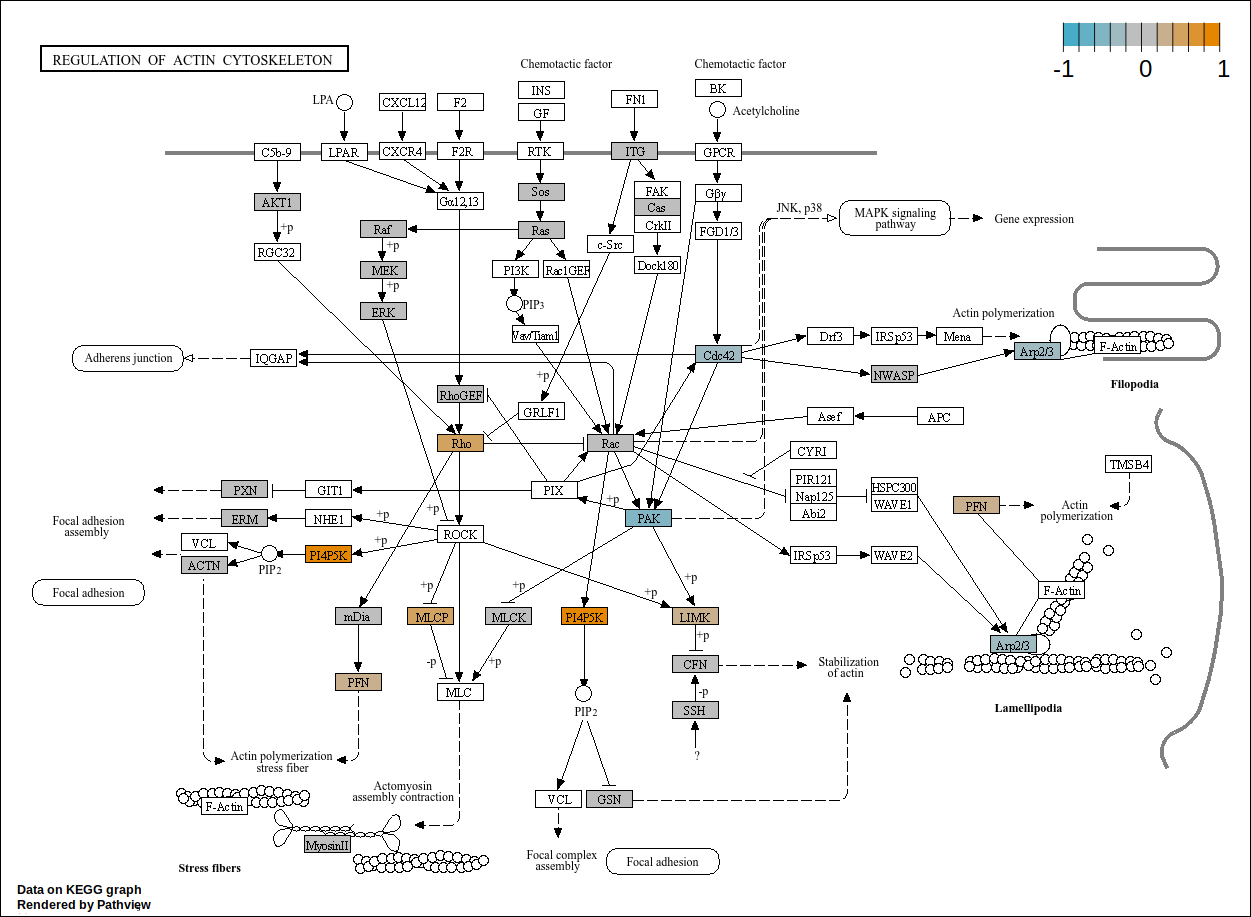 REGULATION OF ACTIN CYTOSKELETON
-1 0 1
Chemotactic factor
Chemotactic factor
LPA
CXCL12
F2
INS
GF
FN1
BK
Acetylcholine
C5b-9
LPAR
CXCR4
F2R
RTK
ITG
GPCR
AKT1
Gα12,13
Sos
FAK
Cas
CrkII
Gβγ
+p
Raf
Ras
FGD1/3
JNK, p38
MAPK signaling
pathway
Gene expression
RGC32
+p
MEK
+p
ERK
c-Src
PI3K
Rac1GEF
Dock180
PIP3
Vav/Tiam1
Actin polymerization
Drf3
IRSp53
Mena
F-Actin
Arp2/3
Adherens junction
IQGAP
Cdc42
NWASP
Filopodia
+p
RhoGEF
GRLF1
Asef
APC
Rho
Rac
CYRI
TMSB4
PXN
GIT1
PIX
+p
PIR121
Nap125
Abi2
HSPC300
WAVE1
PFN
Actin
polymerization
Focal adhesion
assembly
ERM
NHE1
+p
+p
PAK
VCL
ACTN
PIP2
PI4P5K
+p
ROCK
IRSp53
WAVE2
Focal adhesion
+p
+p
+p
+p
F-Actin
mDia
MLCP
MLCK
PI4P5K
LIMK
+p
Arp2/3
-p
+p
CFN
Stabilization
of actin
PFN
MLC
-p
SSH
PIP2
Lamellipodia
?
Actin polymerization
stress fiber
Actomyosin
assembly contraction
F-Actin
VCL
GSN
MyosinII
Stress fibers
Focal complex
assembly
Focal adhesion
Data on KEGG graph
Rendered by Pathview